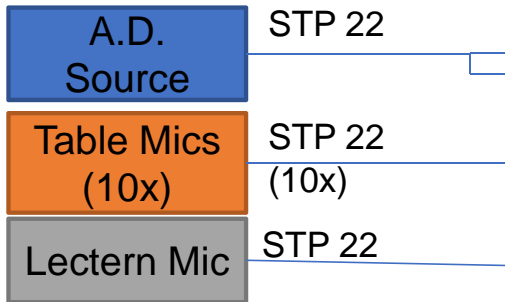 A.D.
Source
STP 22
Table Mics
(10x)
STP 22
(10x)
Lectern Mic
STP 22